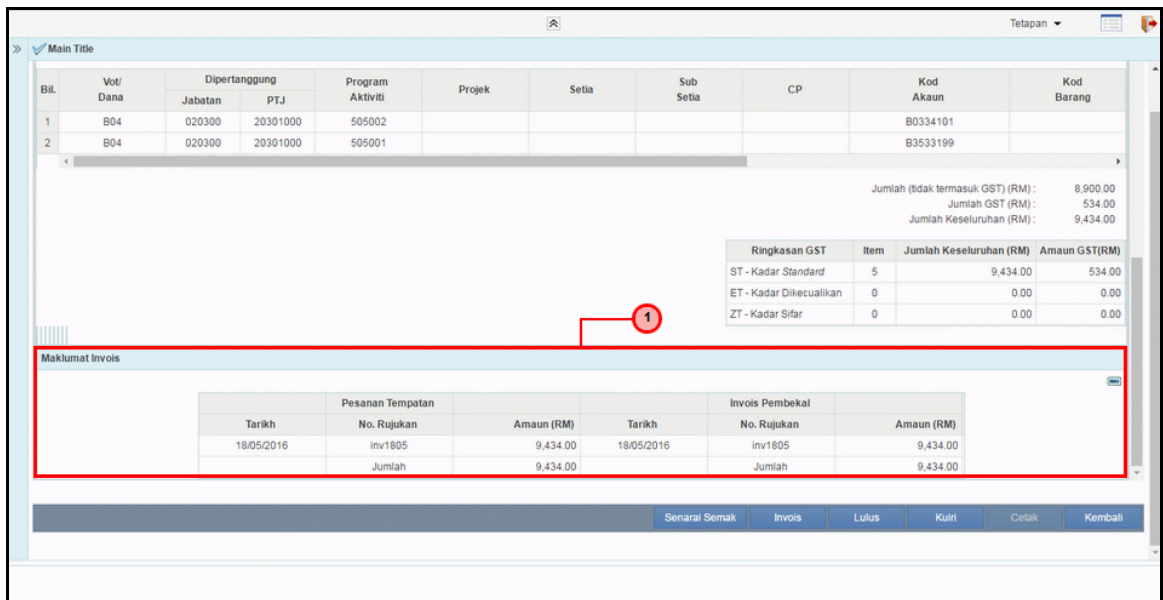 Tetapan
Main Title
Bil. Vot/ Dana Dipertanggung Program Aktiviti Projek Setia Sub Setia CP Kod Akaun Kod Barang
Jabatan PTJ
1 B04 020300 20301000 505002 B0334101
2 B04 020300 20301000 505001 B3533199
Jumlah (tidak termasuk GST) (RM) : 8,900.00
Jumlah GST (RM) : 534.00
Jumlah Keseluruhan (RM) : 9,434.00
Ringkasan GST Item Jumlah Keseluruhan (RM) Amaun GST(RM)
ST - Kadar Standard 5 9,434.00 534.00
ET - Kadar Dikecualikan 0 0.00 0.00
ZT - Kadar Sifar 0 0.00 0.00
1
Maklumat Invois
Pesanan Tempatan Invois Pembekal
Tarikh No. Rujukan Amaun (RM) Tarikh No. Rujukan Amaun (RM)
18/05/2016 inv1805 9,434.00 18/05/2016 inv1805 9,434.00
Jumlah 9,434.00 Jumlah 9,434.00
Senarai Semak Invois Lulus Kuiri Cetak Kembali